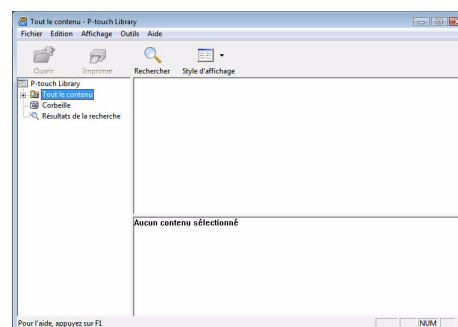 Tout le contenu - P-touch Library
Fichier Edition Affichage Outils Aide
Ouvrir Imprimer Rechercher Style d'affichage
P-touch Library
Tout le contenu
Corbeille
Résultats de la recherche
Aucun contenu sélectionné
Pour l'aide, appuyez sur F1 NUM